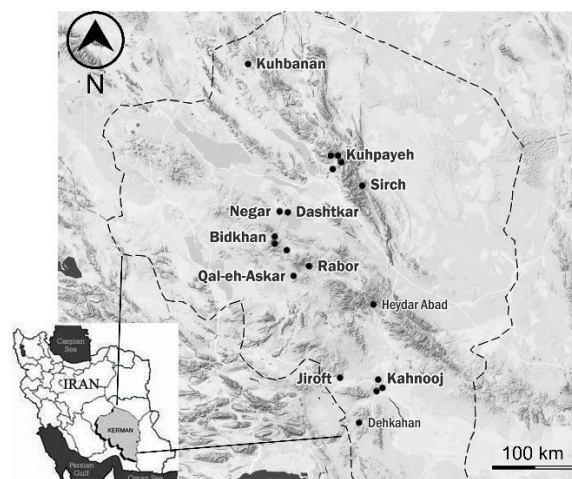 N
Kuhbanan
Kuhpayeh
Sirch
Negar
Dashtkar
Bidkhan
Rabor
Qal-eh-Askar
Heydar Abad
Jiroft
Kahnooj
Dehkahan
100 km
Caspian
Sea
IRAN
KERMAN
Persian
Gulf
Oman Sea